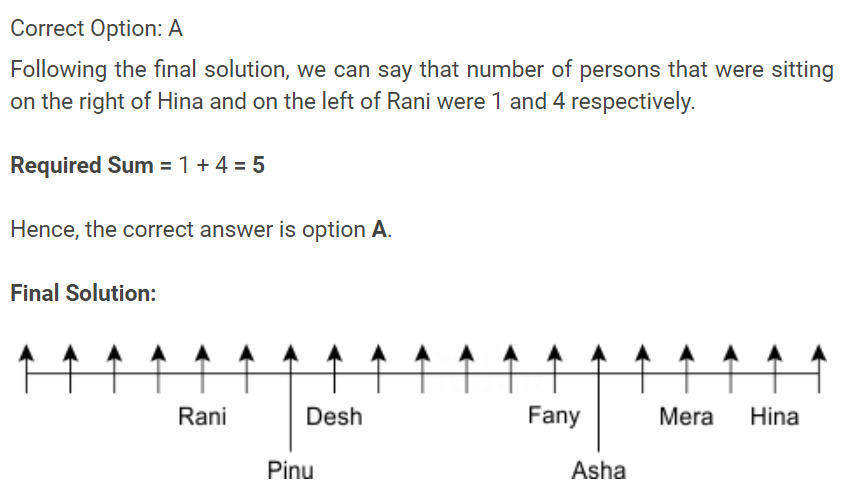 Correct Option: A
Following the final solution, we can say that number of persons that were sitting
on the right of Hina and on the left of Rani were 1 and 4 respectively.
Required Sum = 1 + 4 = 5
Hence, the correct answer is option A.
Final Solution:
Rani Desh Fany Mera Hina
Pinu Asha